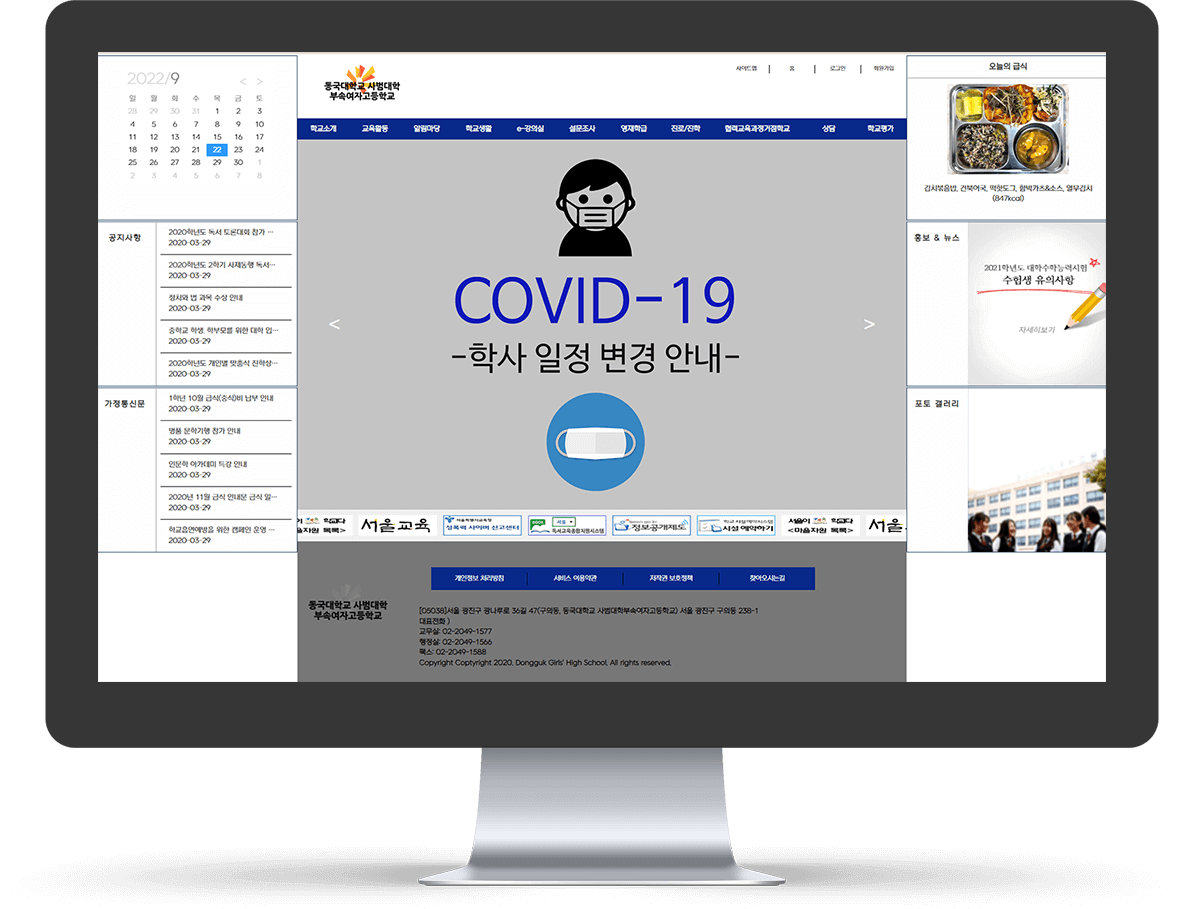 2022/9
< >
일 월 화 수 목 금 토
28 29 30 31 1 2 3
4 5 6 7 8 9 10
11 12 13 14 15 16 17
18 19 20 21 22 23 24
25 26 27 28 29 30 1
2 3 4 5 6 7 8
공지사항
2020학년도 독서 토론대회 참가 ···
2020-03-29
2020학년도 2학기 사제동행 독서···
2020-03-29
정치와 법 과목 수상 안내
2020-03-29
중학교 학생, 학부모를 위한 대학 입···
2020-03-29
2020학년도 개인별 맞춤식 진학상···
2020-03-29
가정통신문
1학년 10월 급식(중식)비 납부 안내
2020-03-29
명품 문학기행 참가 안내
2020-03-29
인문학 아카데미 특강 안내
2020-03-29
2020년 11월 급식 안내문 급식 일···
2020-03-29
학교흡연예방을 위한 캠페인 운영 ···
2020-03-29
동국대학교 사범대학
부속여자고등학교
사이트맵 | 홈 | 로그인 | 회원가입
학교소개 교육활동 알림마당 학교생활 e-강의실 설문조사 영재학급 진로/진학 협력교육과정거점학교 상담 학교평가
COVID-19
-학사 일정 변경 안내-
< >
서울교육
서울특별시교육청
성폭력 사이버 신고센터
서울
독서교육종합지원시스템
정보공개제도
학교 시설 예약시스템
시설 예약하기
서울이 학교다
<마을자원 목록>
서울
개인정보 처리방침 서비스 이용약관 저작권 보호정책 찾아오시는길
동국대학교 사범대학
부속여자고등학교
[05038]서울 광진구 광나루로 36길 47(구의동, 동국대학교 사범대학부속여자고등학교) 서울 광진구 구의동 238-1
대표전화 )
교무실: 02-2049-1577
행정실: 02-2049-1566
팩스: 02-2049-1588
Copyright Coptyright 2020. Dongguk Girls' High School. All rights reserved.
오늘의 급식
김치볶음밥, 건북어국, 떡핫도그, 함박가츠&소스, 열무김치
(847kcal)
홍보 & 뉴스
2021학년도 대학수학능력시험
수험생 유의사항
자세히보기
포토 갤러리